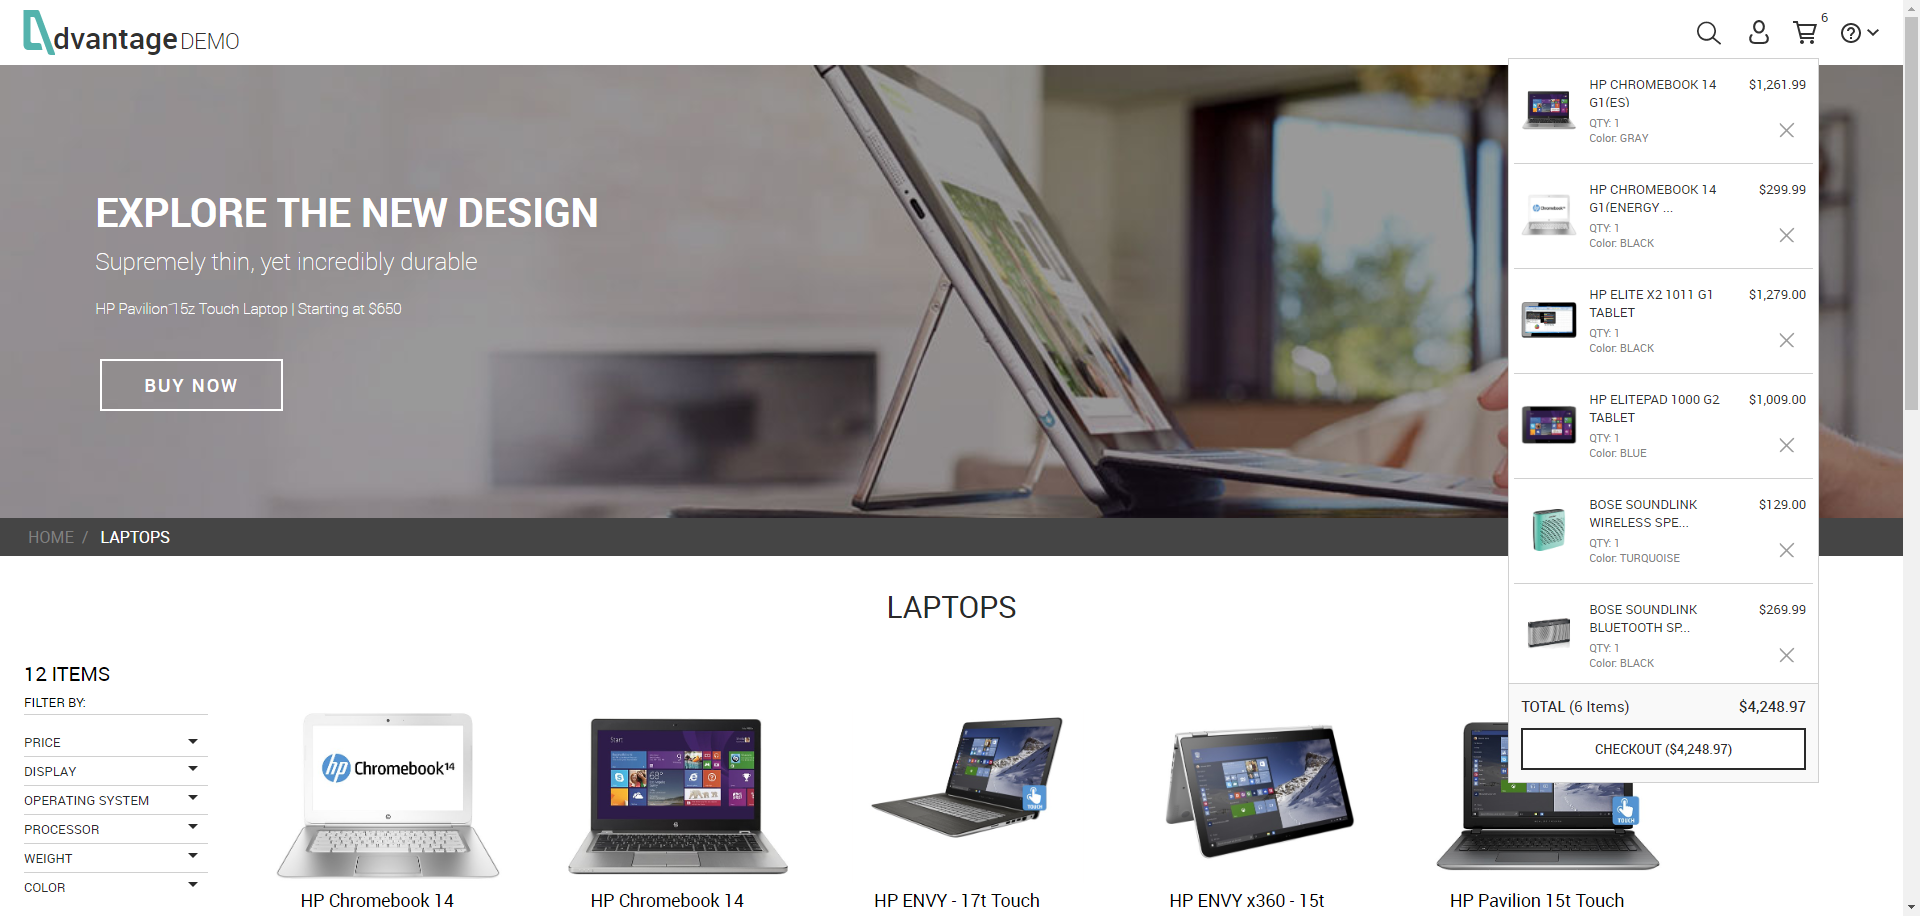 dvantage DEMO
6
EXPLORE THE NEW DESIGN
Supremely thin, yet incredibly durable
HP Pavilion 15z Touch Laptop | Starting at $650
BUY NOW
HP CHROMEBOOK 14 $1,261.99
G1(ES)
QTY: 1
Color: GRAY
HP CHROMEBOOK 14 $299.99
G1(ENERGY ...
QTY: 1
Color: BLACK
HP ELITE X2 1011 G1 $1,279.00
TABLET
QTY: 1
Color: BLACK
HP ELITEPAD 1000 G2 $1,009.00
TABLET
QTY: 1
Color: BLUE
BOSE SOUNDLINK $129.00
WIRELESS SPE...
QTY: 1
Color: TURQUOISE
BOSE SOUNDLINK $269.99
BLUETOOTH SP...
QTY: 1
Color: BLACK
TOTAL (6 Items) $4,248.97
CHECKOUT ($4,248.97)
HOME / LAPTOPS
LAPTOPS
12 ITEMS
FILTER BY:
PRICE
DISPLAY
OPERATING SYSTEM
PROCESSOR
WEIGHT
COLOR
hp Chromebook14
Start
TOUCH
TOUCH
HP Chromebook 14
HP Chromebook 14
HP ENVY - 17t Touch
HP ENVY x360 - 15t
HP Pavilion 15t Touch